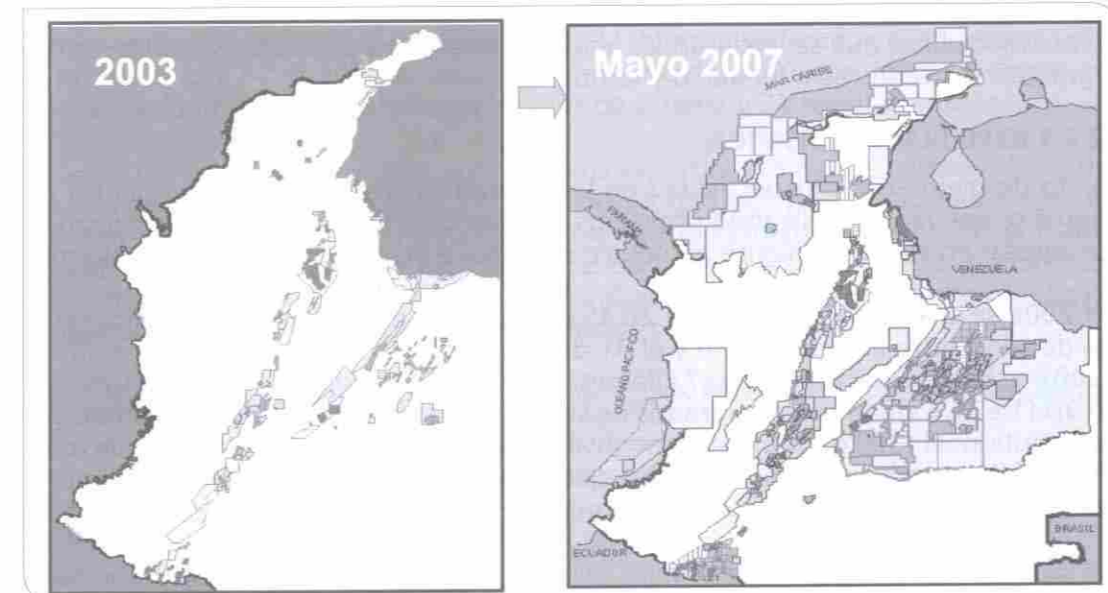 2003
Mayo 2007
MAR CARIBE
PANAMA
VENEZUELA
OCEANO PACIFICO
ECUADOR
BRASIL